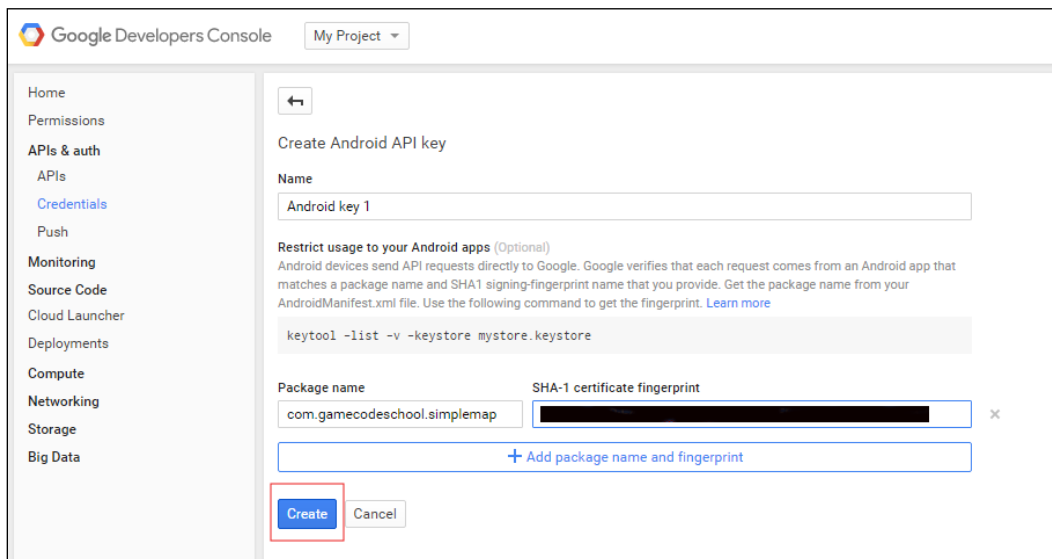 Google Developers Console
My Project
Home
Permissions
APIs & auth
APIs
Credentials
Push
Monitoring
Source Code
Cloud Launcher
Deployments
Compute
Networking
Storage
Big Data
Create Android API key
Name
Android key 1
Restrict usage to your Android apps (Optional)
Android devices send API requests directly to Google. Google verifies that each request comes from an Android app that
matches a package name and SHA1 signing-fingerprint name that you provide. Get the package name from your
AndroidManifest.xml file. Use the following command to get the fingerprint. Learn more
keytool -list -v -keystore mystore.keystore
Package name
SHA-1 certificate fingerprint
com.gamecodeschool.simplemap
+ Add package name and fingerprint
Create
Cancel